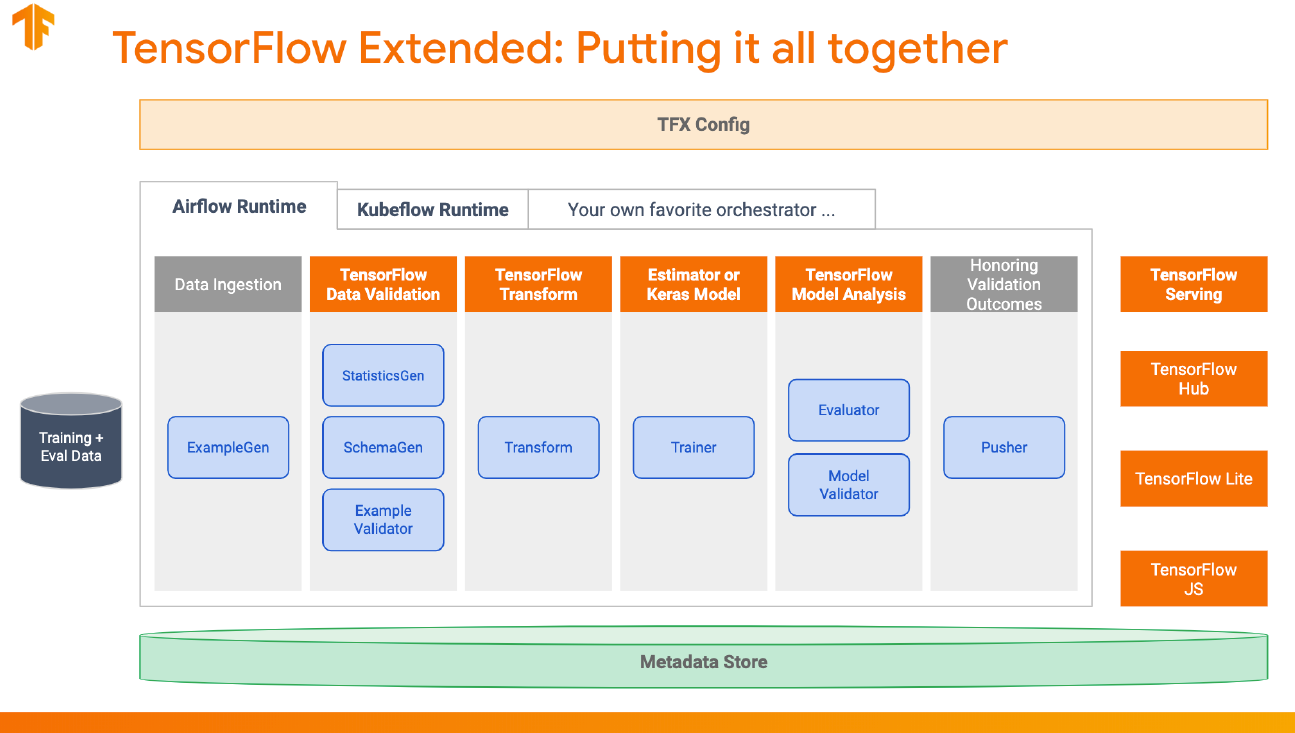 TensorFlow Extended: Putting it all together
TFX Config
Airflow Runtime
Kubeflow Runtime
Your own favorite orchestrator ...
Data Ingestion
TensorFlow
Data Validation
TensorFlow
Transform
Estimator or
Keras Model
TensorFlow
Model Analysis
Honoring
Validation
Outcomes
TensorFlow
Serving
Training +
Eval Data
ExampleGen
StatisticsGen
SchemaGen
Example
Validator
Transform
Trainer
Evaluator
Model
Validator
Pusher
TensorFlow
Hub
TensorFlow Lite
TensorFlow
JS
Metadata Store